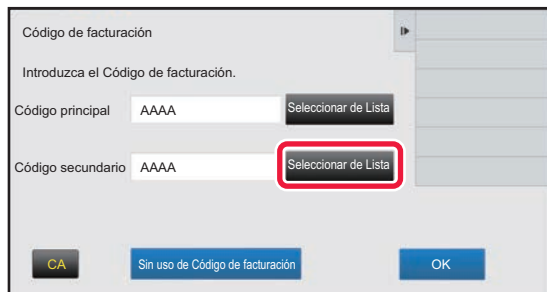 Código de facturación
Introduzca el Código de facturación.
Código principal AAAA Seleccionar de Lista
Código secundario AAAA Seleccionar de Lista
CA Sin uso de Código de facturación OK